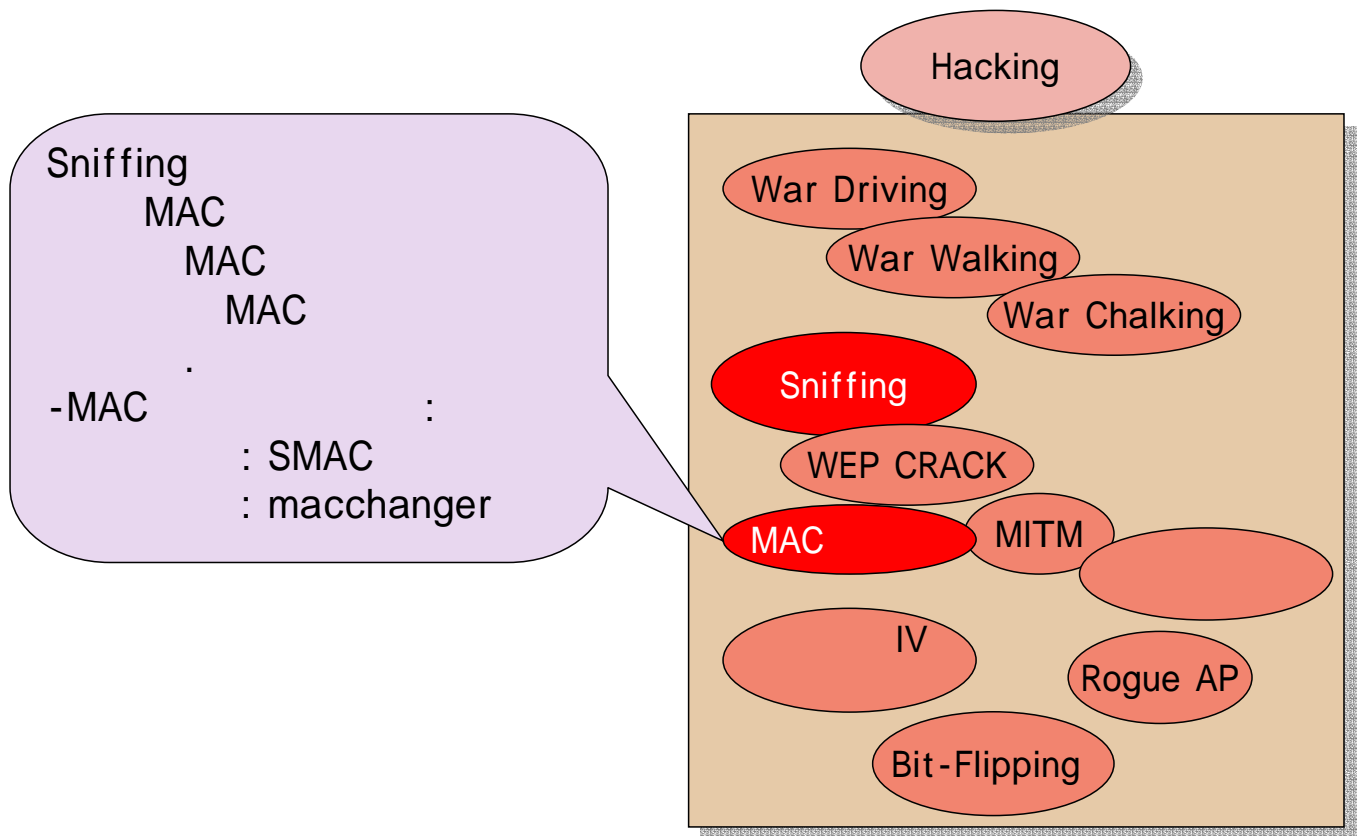 Hacking
Sniffing
MAC
MAC
MAC
.
-MAC :
: SMAC
: macchanger
War Driving
War Walking
War Chalking
Sniffing
WEP CRACK
MAC
MITM
IV
Rogue AP
Bit-Flipping